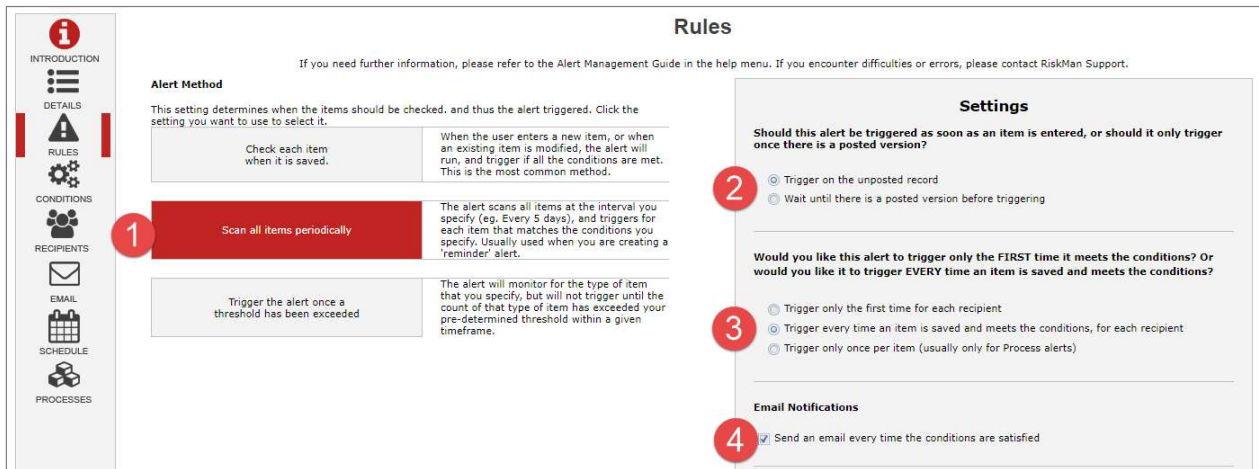 Rules
If you need further information, please refer to the Alert Management Guide in the help menu. If you encounter difficulties or errors, please contact RiskMan Support.
INTRODUCTION
DETAILS
RULES
CONDITIONS
RECIPIENTS
EMAIL
SCHEDULE
PROCESSES
Alert Method
This setting determines when the items should be checked. and thus the alert triggered. Click the
setting you want to use to select it.
Check each item
when it is saved.
When the user enters a new item, or when
an existing item is modified, the alert will
run, and trigger if all the conditions are met.
This is the most common method.
1
Scan all items periodically
The alert scans all items at the interval you
specify (eg. Every 5 days), and triggers for
each item that matches the conditions you
specify. Usually used when you are creating a
'reminder' alert.
Trigger the alert once a
threshold has been exceeded
The alert will monitor for the type of item
that you specify, but will not trigger until the
count of that type of item has exceeded your
pre-determined threshold within a given
timeframe.
Settings
Should this alert be triggered as soon as an item is entered, or should it only trigger
once there is a posted version?
2
Trigger on the unposted record
Wait until there is a posted version before triggering
Would you like this alert to trigger only the FIRST time it meets the conditions? Or
would you like it to trigger EVERY time an item is saved and meets the conditions?
3
Trigger only the first time for each recipient
Trigger every time an item is saved and meets the conditions, for each recipient
Trigger only once per item (usually only for Process alerts)
Email Notifications
4
Send an email every time the conditions are satisfied